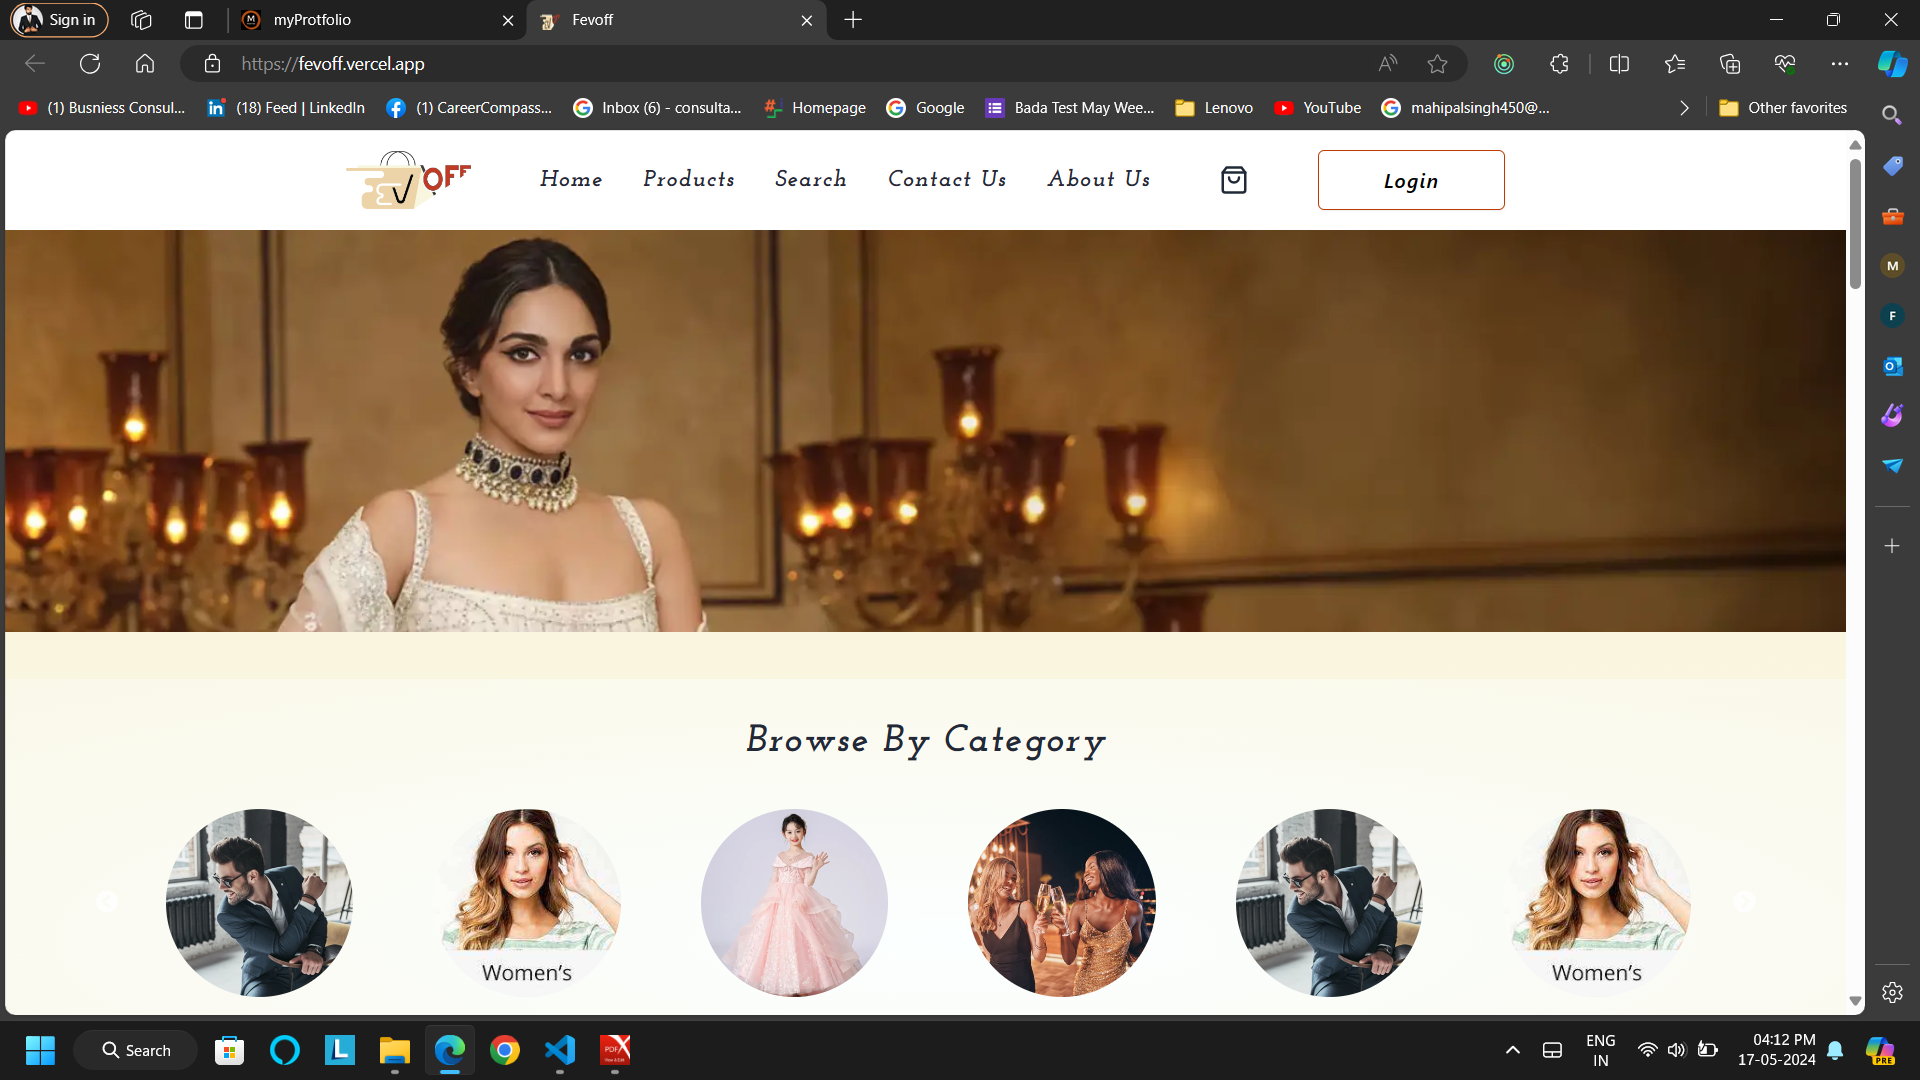 Sign in
myProtfolio
Fevoff
https://fevoff.vercel.app
(1) Busniess Consul...
(18) Feed | LinkedIn
(1) CareerCompass...
Inbox (6) - consulta...
Homepage
Google
Bada Test May Wee...
Lenovo
YouTube
mahipalsingh450@...
Other favorites
EV OFF
Home
Products
Search
Contact Us
About Us
Login
M
F
Browse By Category
Women's
Women's
Search
ENG
IN
04:12 PM
17-05-2024
PRE